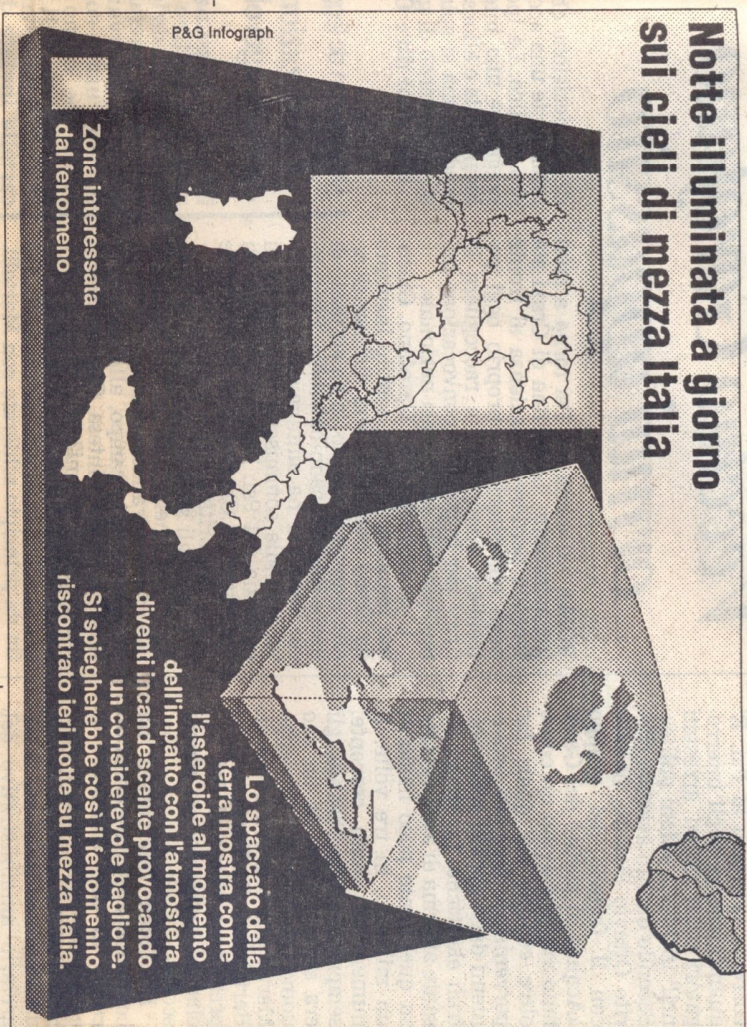 Notte illuminata a giorno
sui cieli di mezza Italia
Zona interessata
dal fenomeno
Lo spaccato della
terra mostra come
l'asteroide al momento
dell'impatto con l'atmosfera
diventi incandescente provocando
un considerevole bagliore.
Si spiegherebbe così il fenomenno
riscontrato ieri notte su mezza Italia.
P&G Infograph